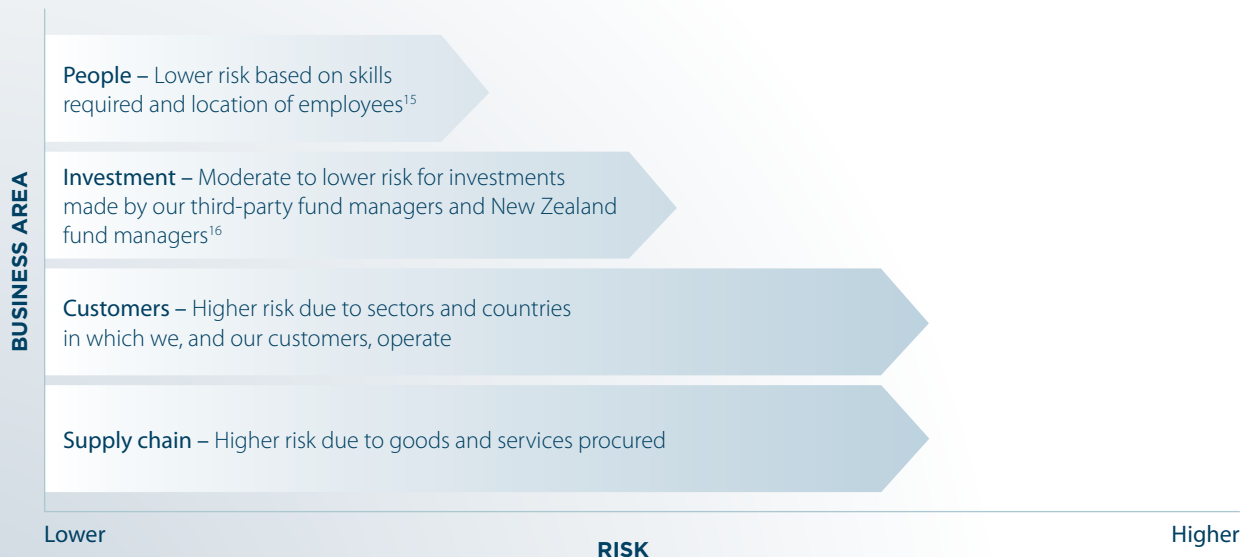 People – Lower risk based on skills
required and location of employees15
Investment – Moderate to lower risk for investments
made by our third-party fund managers and New Zealand
fund managers16
Customers – Higher risk due to sectors and countries
in which we, and our customers, operate
Supply chain – Higher risk due to goods and services procured
BUSINESS AREA
Lower
RISK
Higher